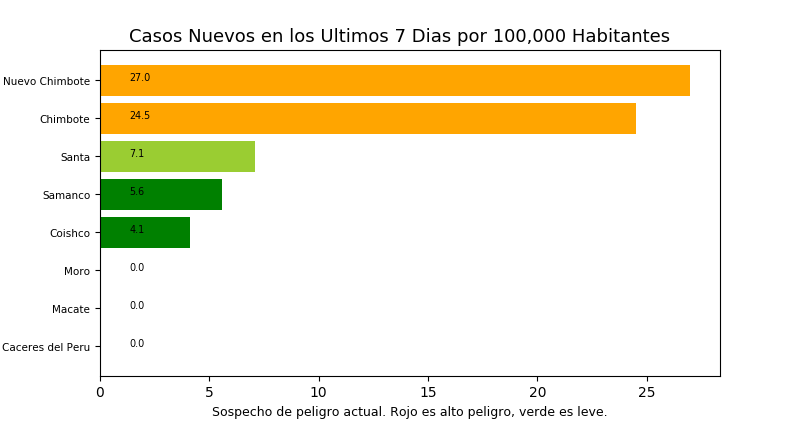 Casos Nuevos en los Ultimos 7 Dias por 100,000 Habitantes
Nuevo Chimbote 27.0
Chimbote 24.5
Santa 7.1
Samanco 5.6
Coishco 4.1
Moro 0.0
Macate 0.0
Caceres del Peru 0.0
0 5 10 15 20 25
Sospecho de peligro actual. Rojo es alto peligro, verde es leve.